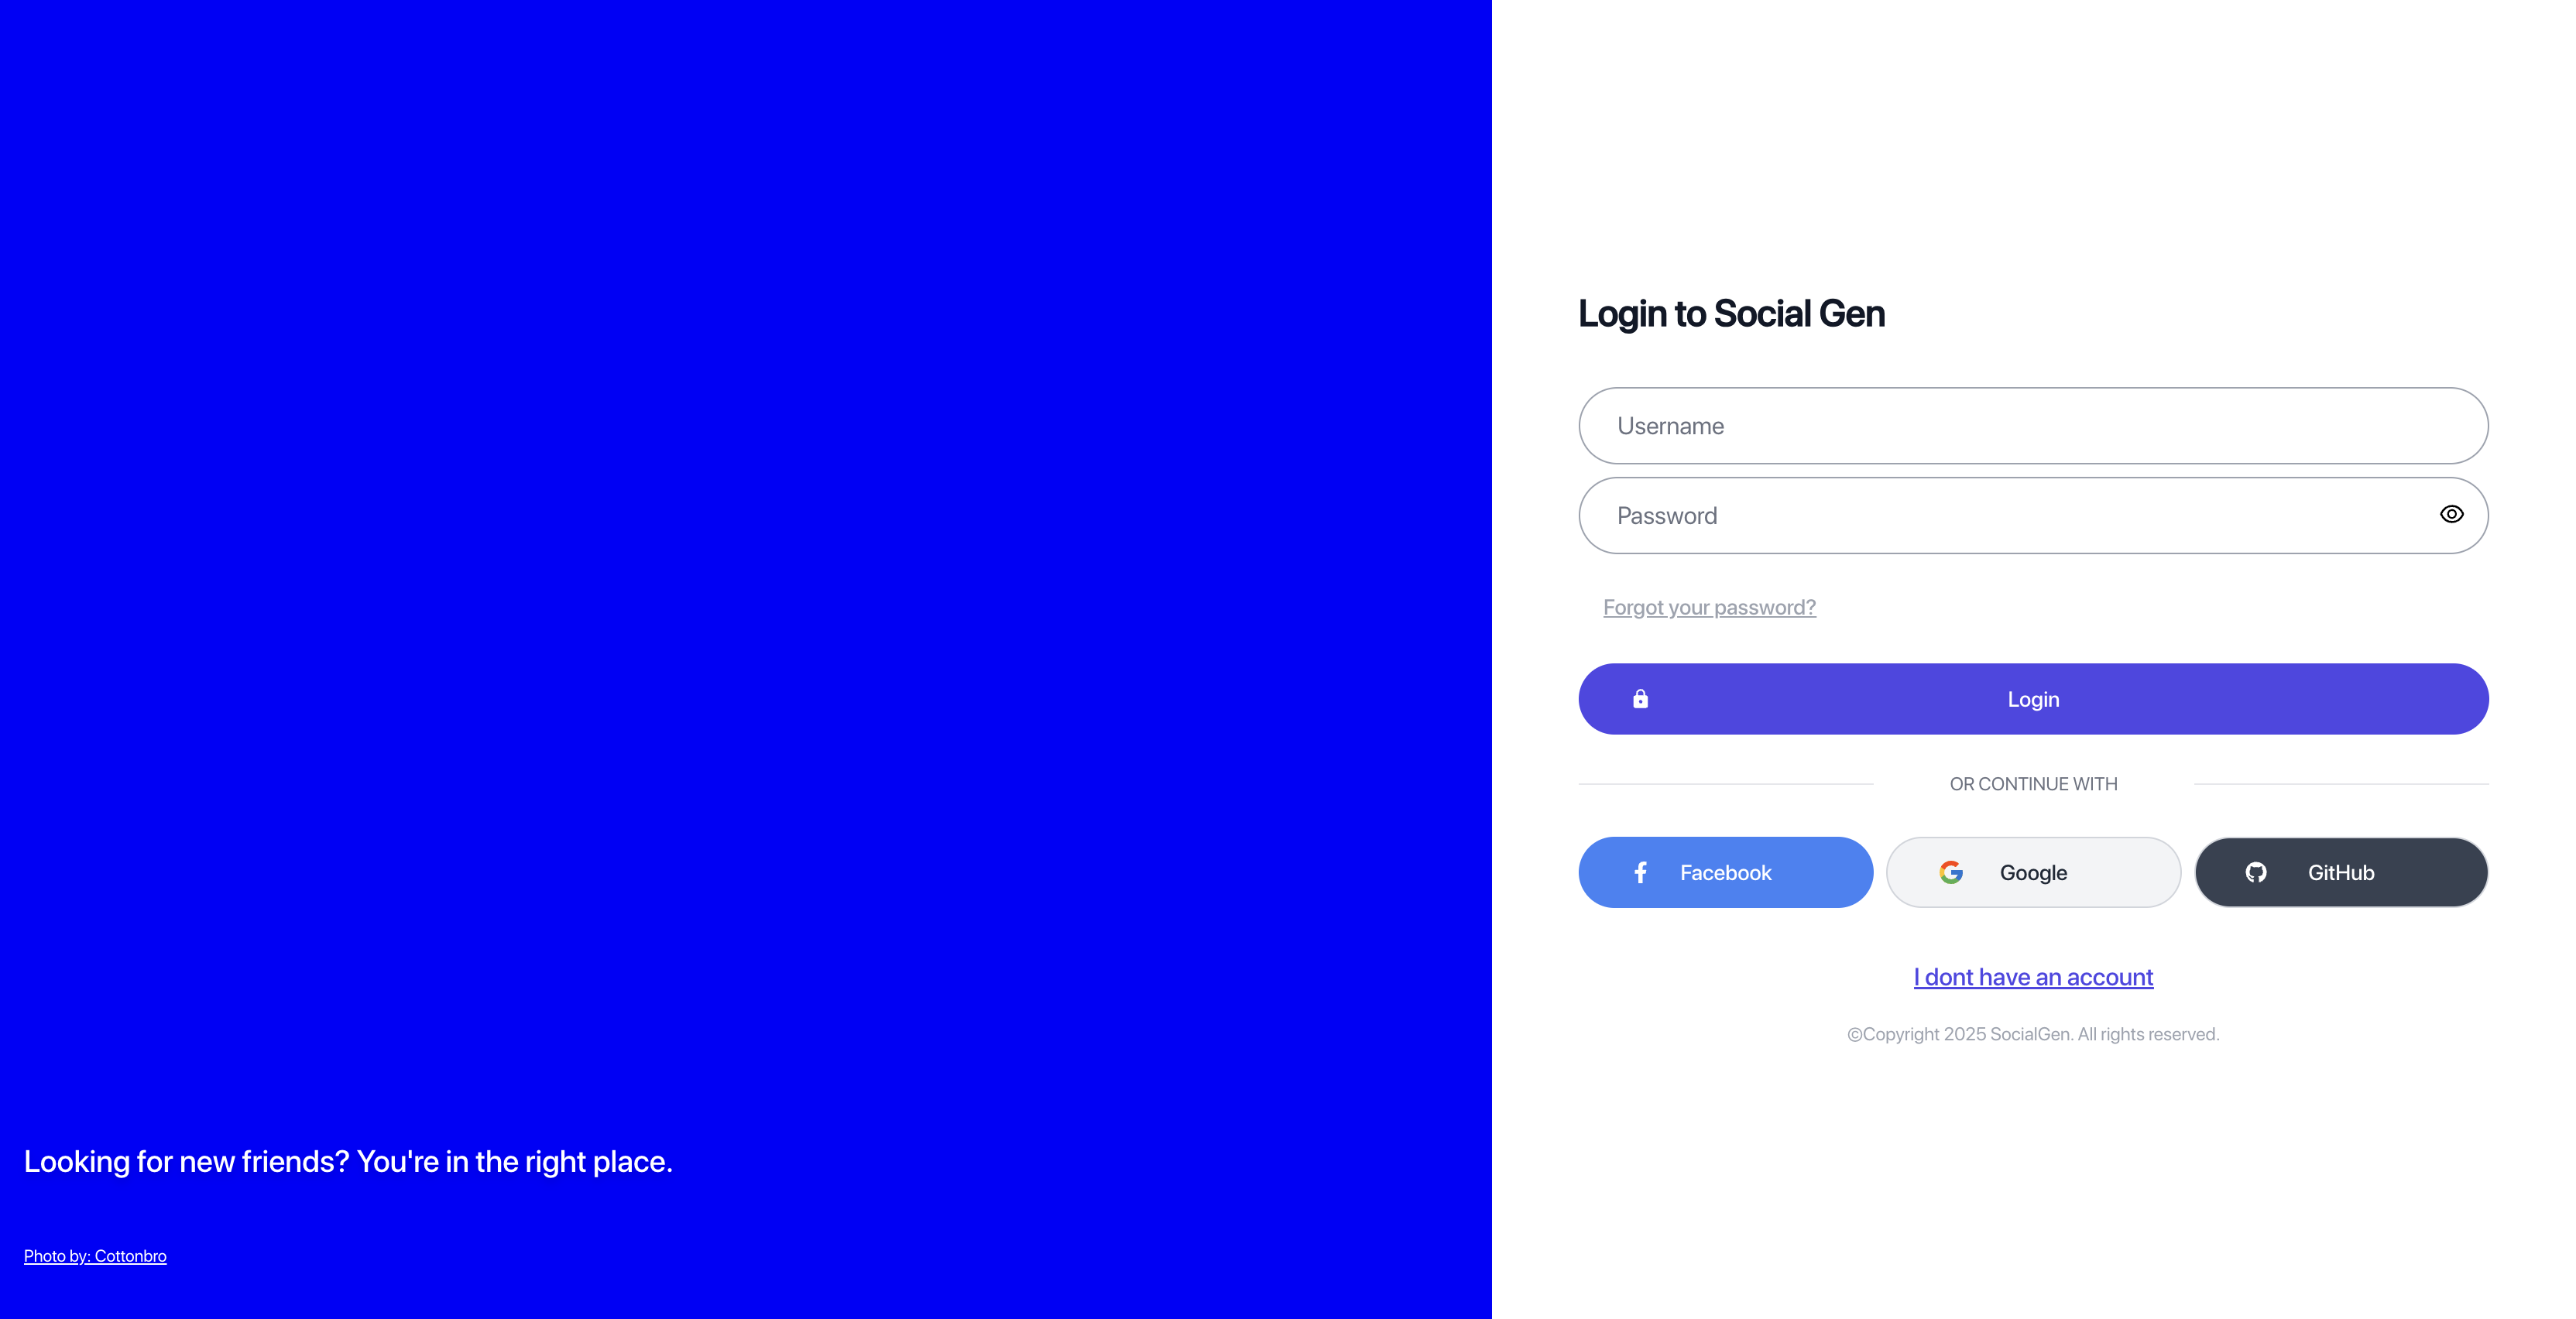 Looking for new friends? You're in the right place.
Photo by: Cottonbro
Login to Social Gen
Username
Password
Forgot your password?
Login
OR CONTINUE WITH
Facebook
Google
GitHub
I dont have an account
©Copyright 2025 SocialGen. All rights reserved.